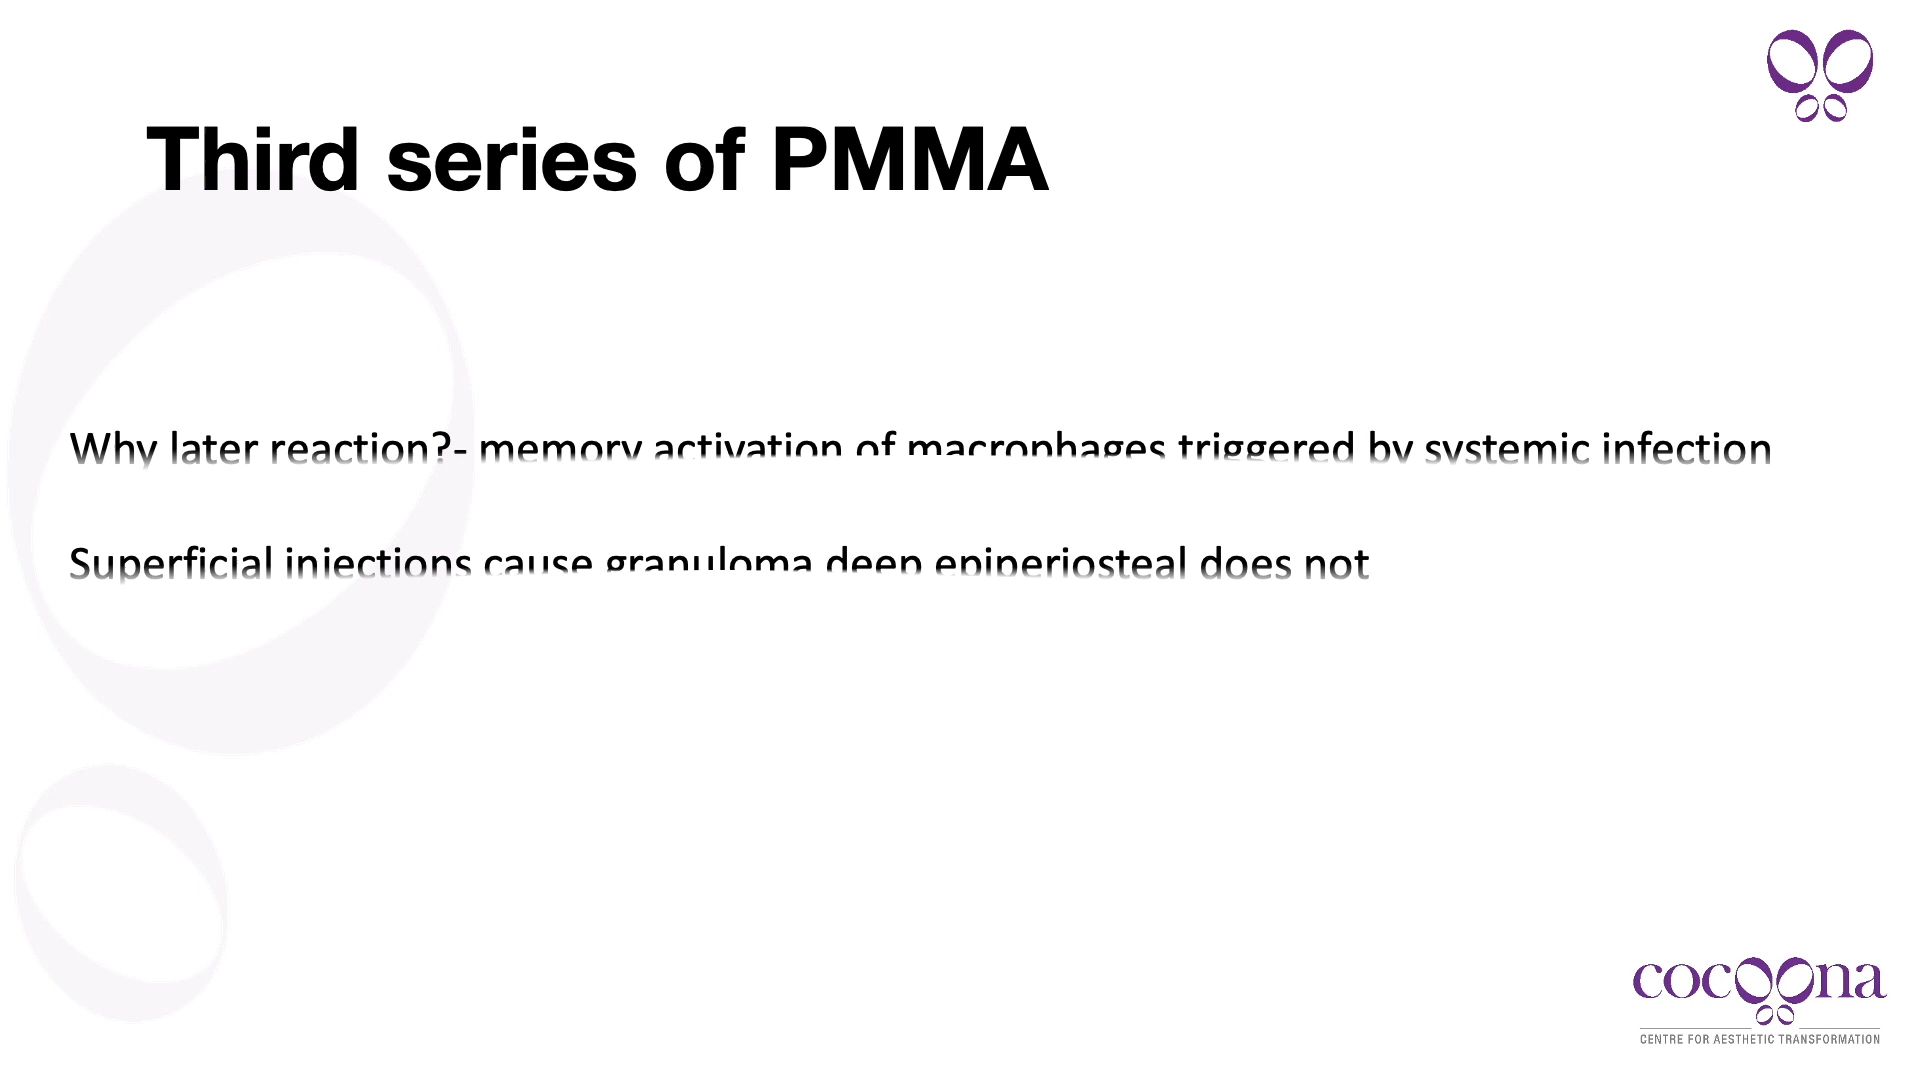 Third series of PMMA
Why later reaction?- memory activation of macrophages triggered by systemic infection
Superficial injections cause granuloma deep epiperiosteal does not
cocoona
CENTRE FOR AESTHETIC TRANSFORMATION